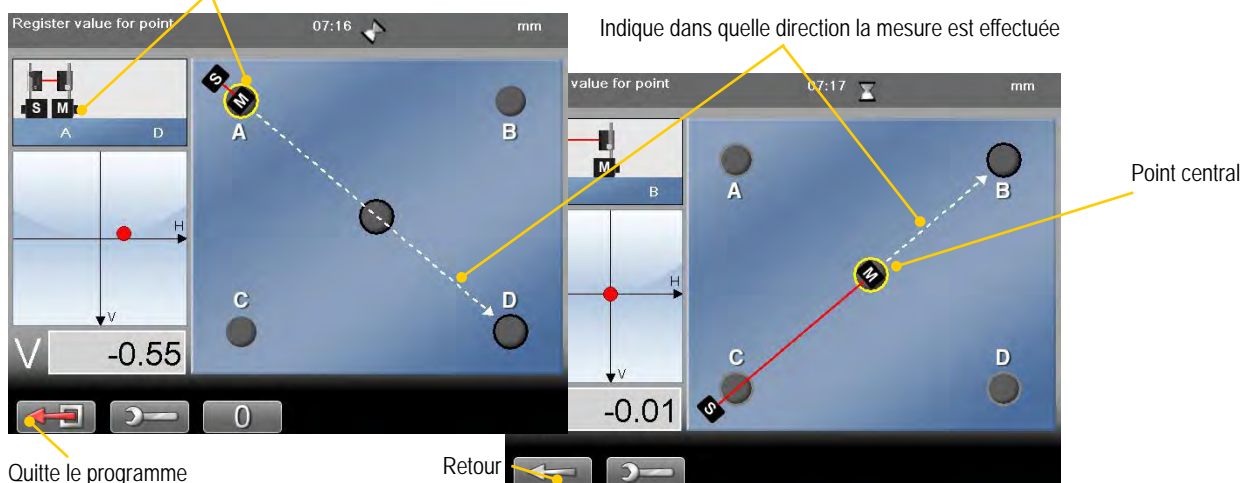 Register value for point 07:16 mm
Indique dans quelle direction la mesure est effectuée
S M
A D
S
M
A
B
C
D
H
V
V -0.55
0
Quitte le programme
value for point 07:17 mm
Point central
M
B
A
B
M
C
D
S
H
V
-0.01
Retour